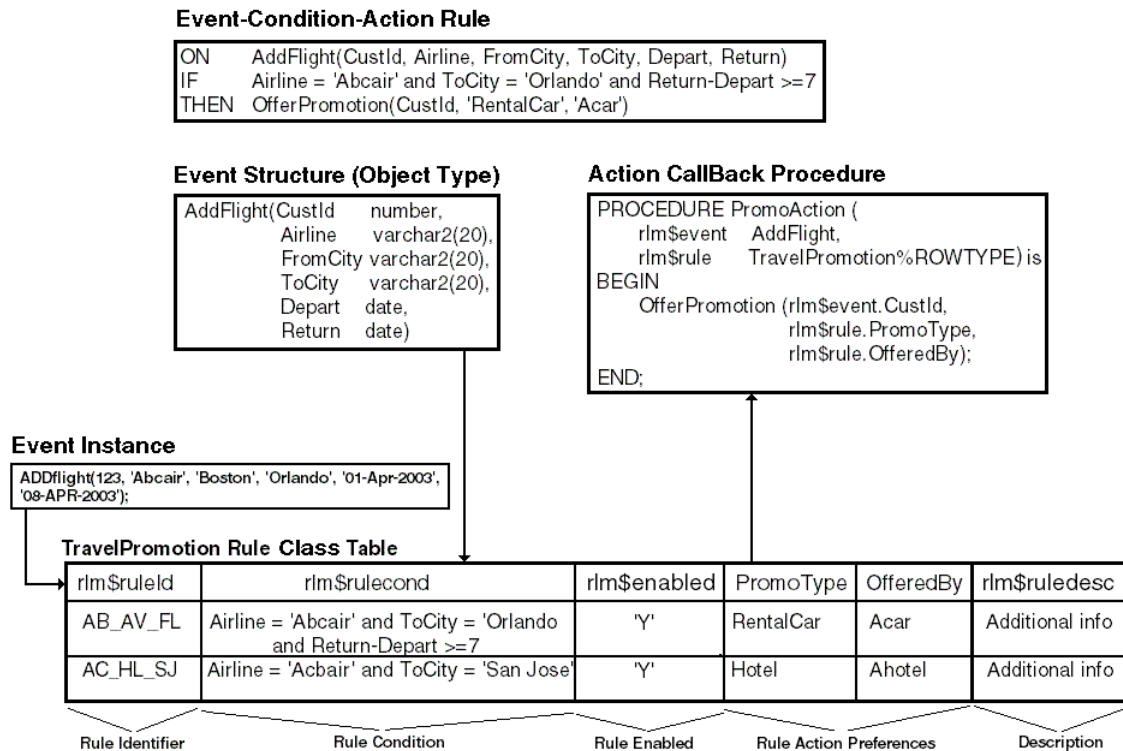 Event-Condition-Action Rule
ON AddFlight(CustId, Airline, FromCity, ToCity, Depart, Return)
IF Airline = 'Abcair' and ToCity = 'Orlando' and Return-Depart >=7
THEN OfferPromotion(CustId, 'RentalCar', 'Acar')
Event Structure (Object Type)
AddFlight(CustId number,
Airline varchar2(20),
FromCity varchar2(20),
ToCity varchar2(20),
Depart date,
Return date)
Action CallBack Procedure
PROCEDURE PromoAction (
rlm$event AddFlight,
rlm$rule TravelPromotion%ROWTYPE) is
BEGIN
OfferPromotion (rlm$event.CustId,
rlm$rule.PromoType,
rlm$rule.OfferedBy);
END;
Event Instance
ADDflight(123, 'Abcair', 'Boston', 'Orlando', '01-Apr-2003',
'08-APR-2003');
TravelPromotion Rule Class Table
rlm$ruleId rlm$rulecond rlm$enabled PromoType OfferedBy rlm$ruledesc
AB_AV_FL Airline = 'Abcair' and ToCity = 'Orlando 'Y' RentalCar Acar Additional info
and Return-Depart >=7
AC_HL_SJ Airline = 'Acbair' and ToCity = 'San Jose' 'Y' Hotel Ahotel Additional info
Rule Identifier Rule Condition Rule Enabled Rule Action Preferences Description